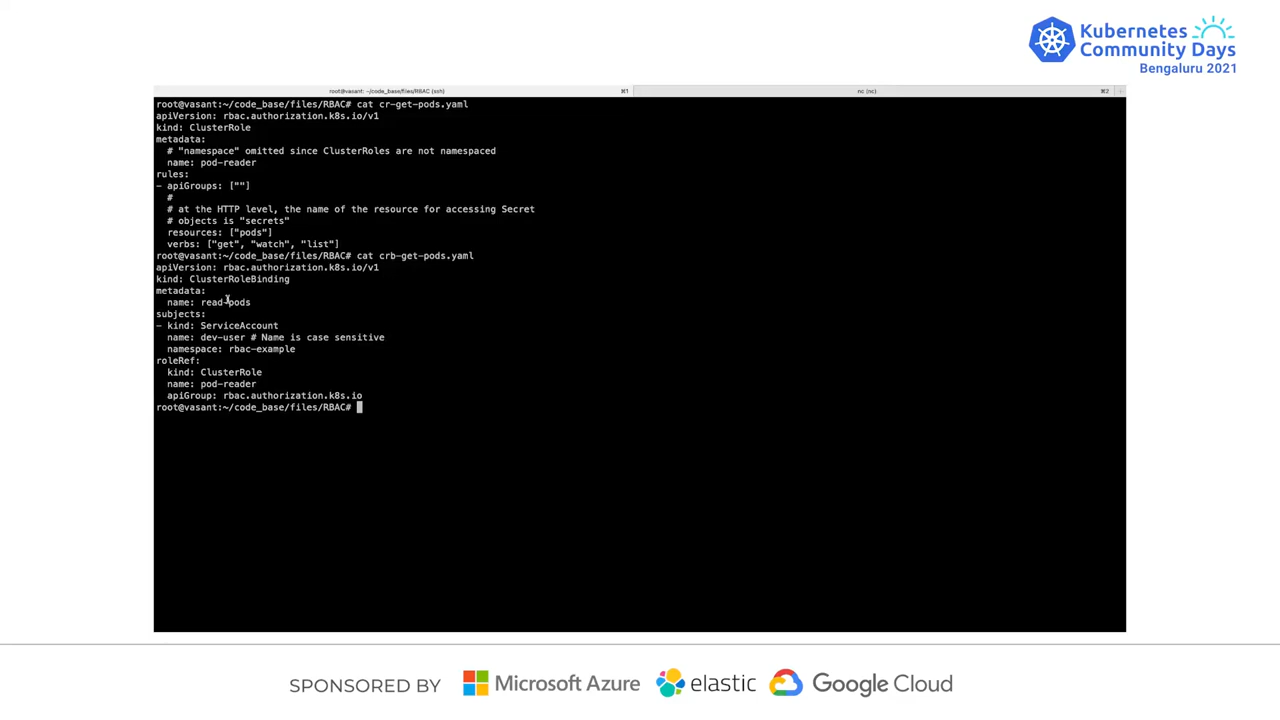 Kubernetes
Community Days
Bengaluru 2021
root@vasant: ~/code_base/files/RBAC (ssh)
⌘1
nc (nc)
⌘2
+
root@vasant:~/code_base/files/RBAC# cat cr-get-pods.yaml
apiVersion: rbac.authorization.k8s.io/v1
kind: ClusterRole
metadata:
  # "namespace" omitted since ClusterRoles are not namespaced
  name: pod-reader
rules:
- apiGroups: [""]
  #
  # at the HTTP level, the name of the resource for accessing Secret
  # objects is "secrets"
  resources: ["pods"]
  verbs: ["get", "watch", "list"]
root@vasant:~/code_base/files/RBAC# cat crb-get-pods.yaml
apiVersion: rbac.authorization.k8s.io/v1
kind: ClusterRoleBinding
metadata:
  name: read-pods
subjects:
- kind: ServiceAccount
  name: dev-user # Name is case sensitive
  namespace: rbac-example
roleRef:
  kind: ClusterRole
  name: pod-reader
  apiGroup: rbac.authorization.k8s.io
root@vasant:~/code_base/files/RBAC#
SPONSORED BY Microsoft Azure elastic Google Cloud